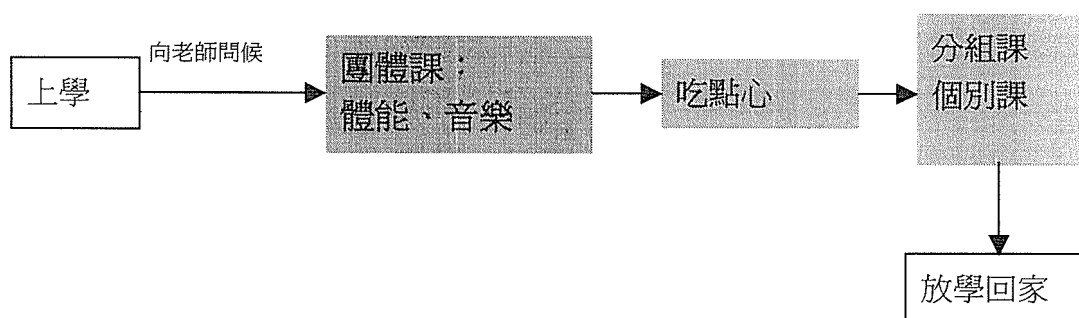 上學
向老師問候
團體課：
體能、音樂
吃點心
分組課
個別課
放學回家